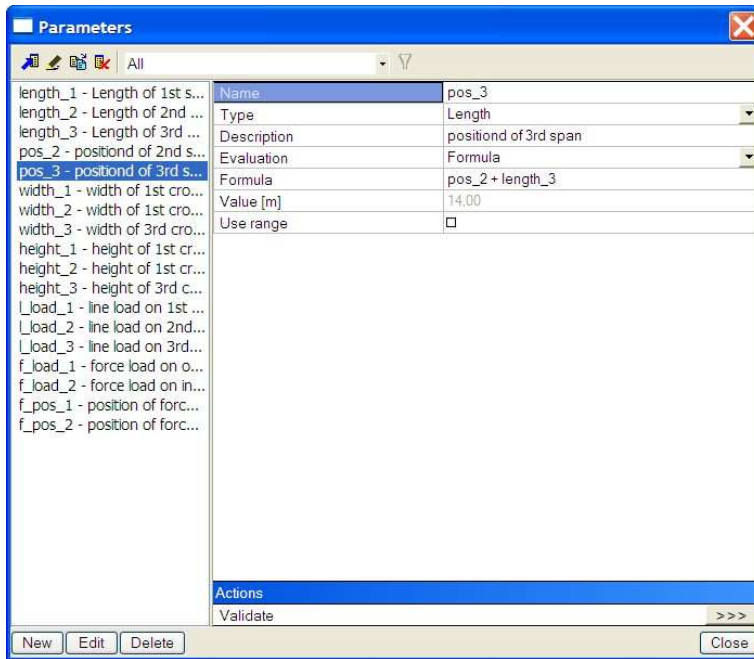 Parameters
All
length_1 - Length of 1st s...
length_2 - Length of 2nd ...
length_3 - Length of 3rd ...
pos_2 - positiond of 2nd s...
pos_3 - positiond of 3rd s...
width_1 - width of 1st cro...
width_2 - width of 1st cro...
width_3 - width of 3rd cro...
height_1 - height of 1st cr...
height_2 - height of 1st cr...
height_3 - height of 3rd c...
l_load_1 - line load on 1st ...
l_load_2 - line load on 2nd...
l_load_3 - line load on 3rd...
f_load_1 - force load on o...
f_load_2 - force load on in...
f_pos_1 - position of forc...
f_pos_2 - position of forc...
Name pos_3
Type Length
Description positiond of 3rd span
Evaluation Formula
Formula pos_2 + length_3
Value [m] 14,00
Use range
Actions
Validate >>>
New Edit Delete Close